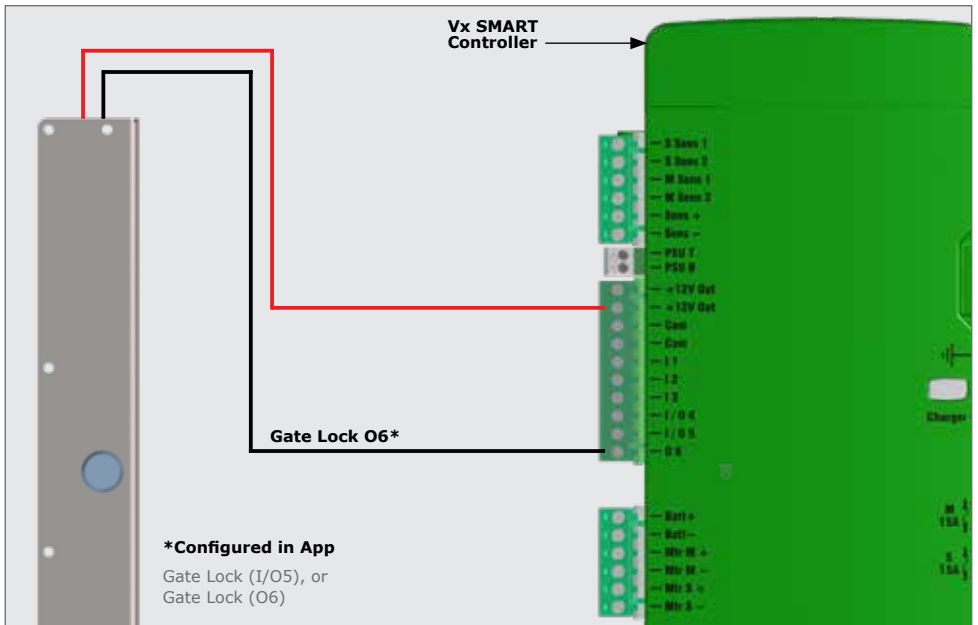 Vx SMART
Controller
S Sens 1
S Sens 2
M Sens 1
M Sens 2
Sens +
Sens –
PSU T
+12V Out
+12V Out
Com
Com
I 1
I 2
I 3
I / O 4
I / O 5
O 6
Charger
Gate Lock O6*
Batt+
Batt–
Mtr M +
Mtr M –
Mtr S +
Mtr S –
M
15A
S
15A
*Configured in App
Gate Lock (I/O5), or
Gate Lock (O6)